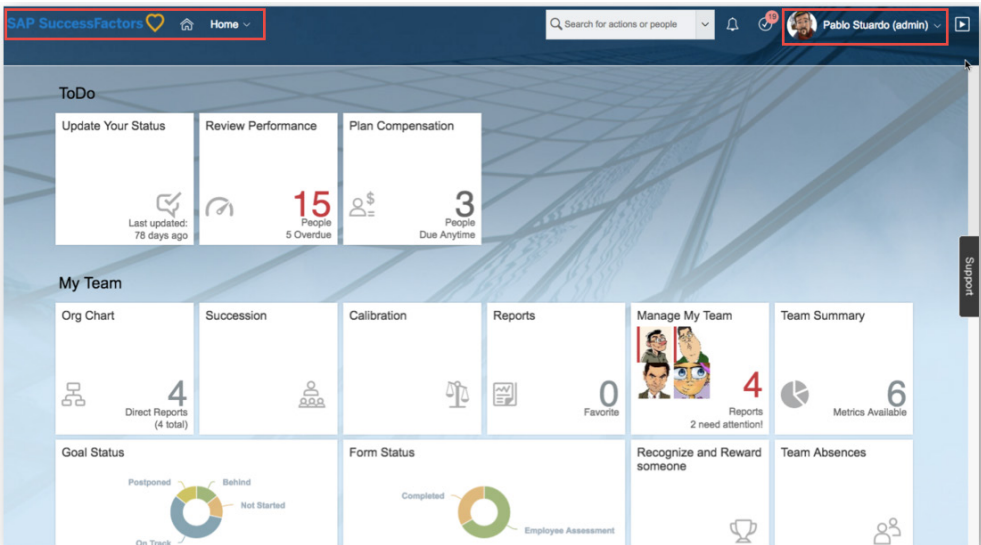 SAP SuccessFactors Home Search for actions or people 19 Pablo Stuardo (admin)
ToDo
Update Your Status
Last updated:
78 days ago
Review Performance
15
People
5 Overdue
Plan Compensation
$
3
People
Due Anytime
Support
My Team
Org Chart
4
Direct Reports
(4 total)
Succession
Calibration
Reports
0
Favorite
Manage My Team
4
Reports
2 need attention!
Team Summary
6
Metrics Available
Goal Status
Postponed
Behind
Not Started
On Track
Form Status
Completed
Employee Assessment
Recognize and Reward
someone
Team Absences